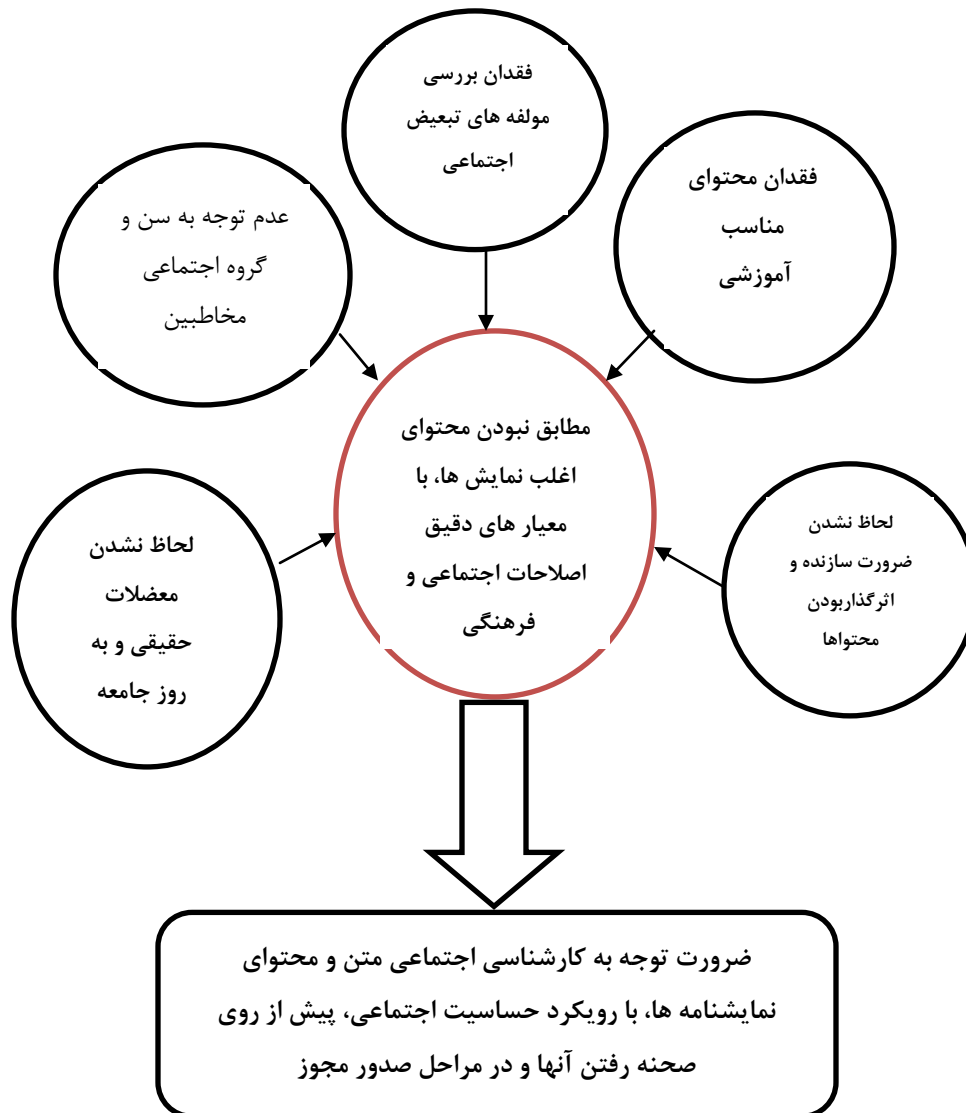 فقدان بررسی
مولفه های تبعیض
اجتماعی
فقدان محتوای
مناسب
آموزشی
عدم توجه به سن و
گروه اجتماعی
مخاطبین
مطابق نبودن محتوای
اغلب نمایش ها، با
معیار های دقیق
اصلاحات اجتماعی و
فرهنگی
لحاظ نشدن
ضرورت سازنده و
اثرگذاربودن
محتواها
لحاظ نشدن
معضلات
حقیقی و به
روز جامعه
ضرورت توجه به کارشناسی اجتماعی متن و محتوای
نمایشنامه ها، با رویکرد حساسیت اجتماعی، پیش از روی
صحنه رفتن آنها و در مراحل صدور مجوز